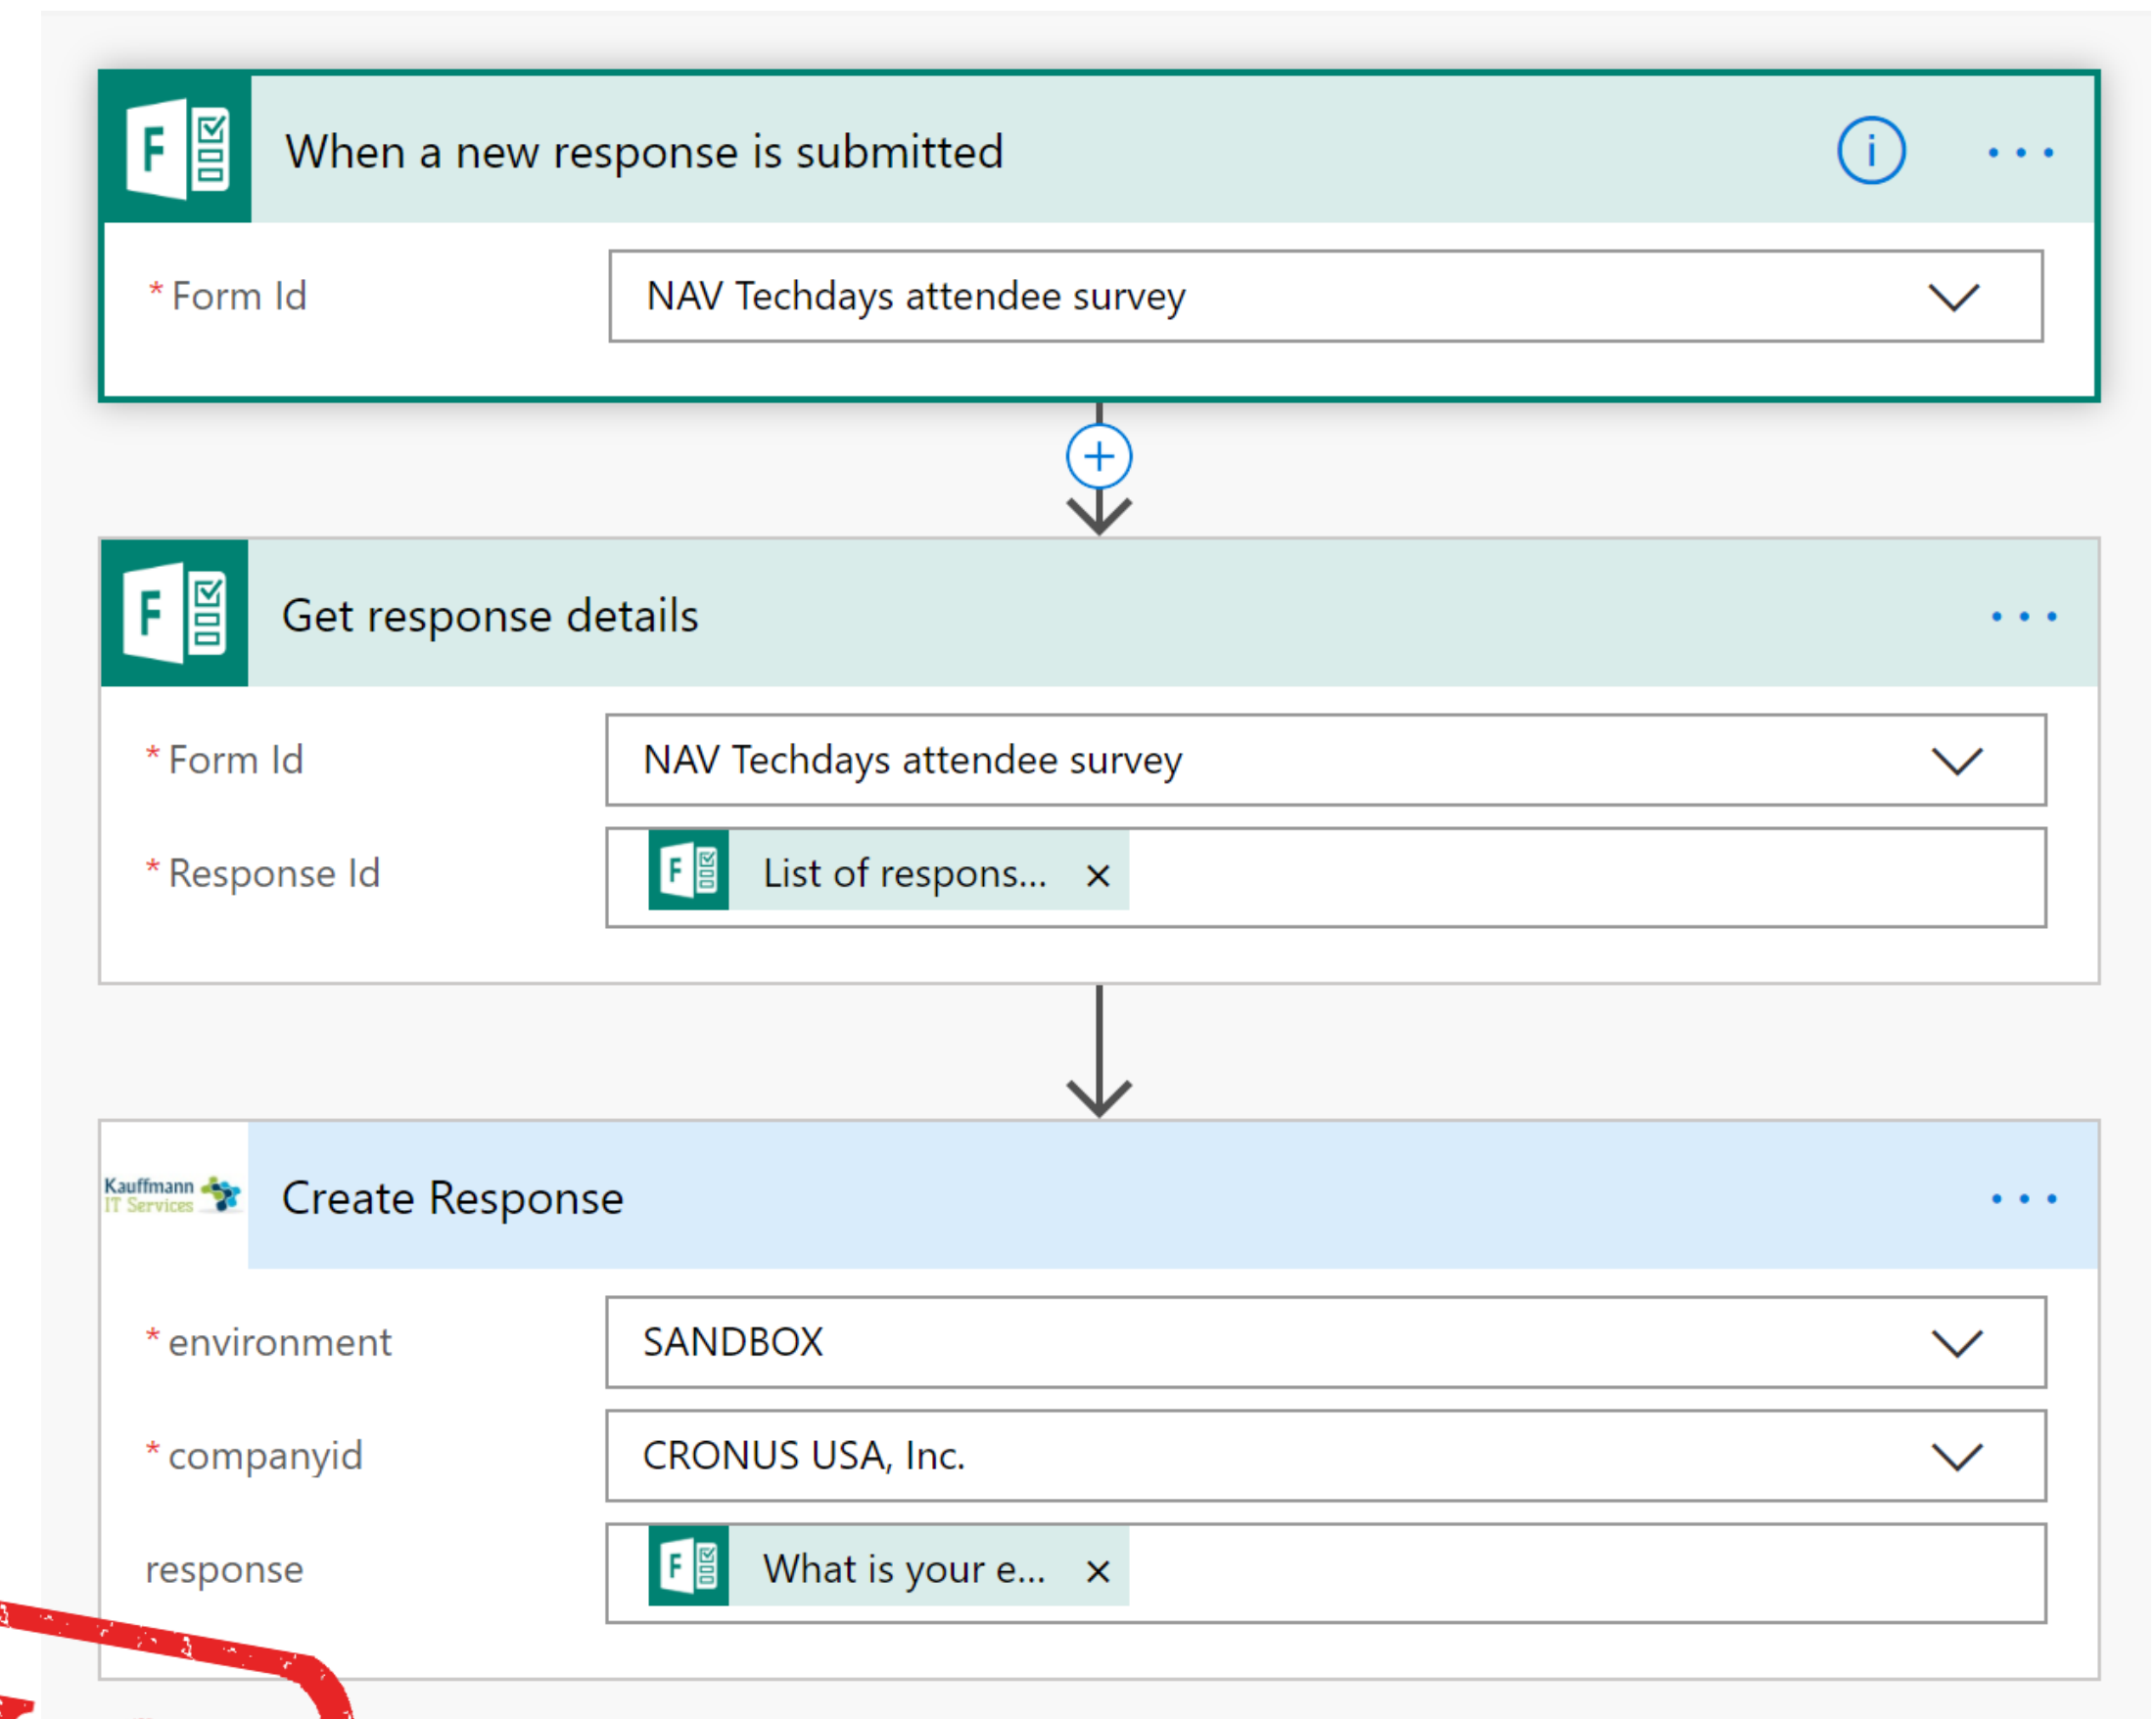 When a new response is submitted
* Form Id
NAV Techdays attendee survey
Get response details
* Form Id
NAV Techdays attendee survey
* Response Id
List of respons...
Kauffmann
IT Services
Create Response
* environment
SANDBOX
* companyid
CRONUS USA, Inc.
response
What is your e...